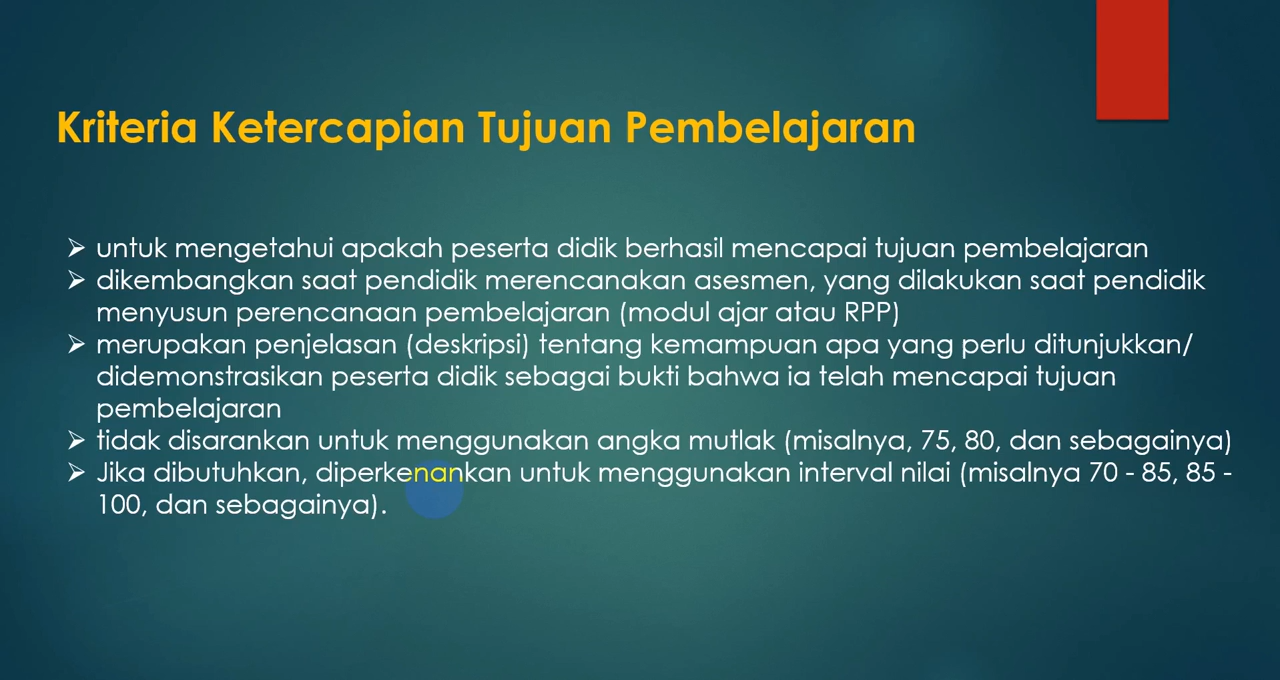 Kriteria Ketercapian Tujuan Pembelajaran
➢ untuk mengetahui apakah peserta didik berhasil mencapai tujuan pembelajaran
➢ dikembangkan saat pendidik merencanakan asesmen, yang dilakukan saat pendidik
menyusun perencanaan pembelajaran (modul ajar atau RPP)
➢ merupakan penjelasan (deskripsi) tentang kemampuan apa yang perlu ditunjukkan/
didemonstrasikan peserta didik sebagai bukti bahwa ia telah mencapai tujuan
pembelajaran
➢ tidak disarankan untuk menggunakan angka mutlak (misalnya, 75, 80, dan sebagainya)
➢ Jika dibutuhkan, diperkenankan untuk menggunakan interval nilai (misalnya 70 - 85, 85 -
100, dan sebagainya).